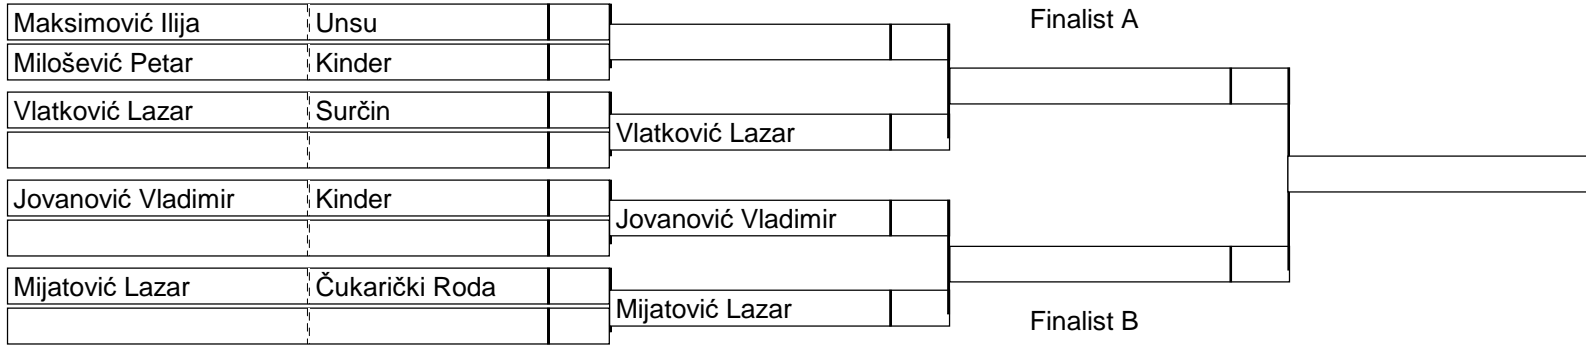 Maksimović Ilija Unsu
Finalist A
Milošević Petar Kinder
Vlatković Lazar Surčin
Vlatković Lazar
Jovanović Vladimir Kinder
Jovanović Vladimir
Mijatović Lazar Čukarički Roda
Mijatović Lazar
Finalist B